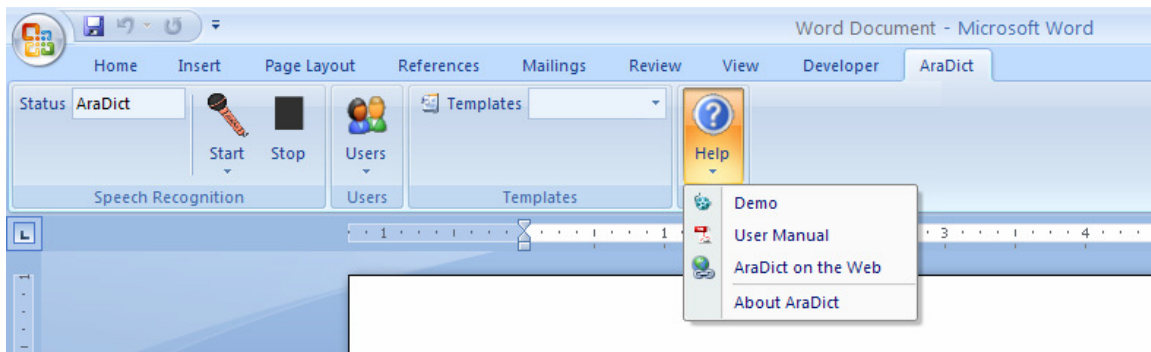 Word Document - Microsoft Word
Home Insert Page Layout References Mailings Review View Developer AraDict
Status AraDict
Templates
Start Stop Users Help
Speech Recognition Users Templates
Demo
User Manual
AraDict on the Web
About AraDict
L
1 1 3 4
1